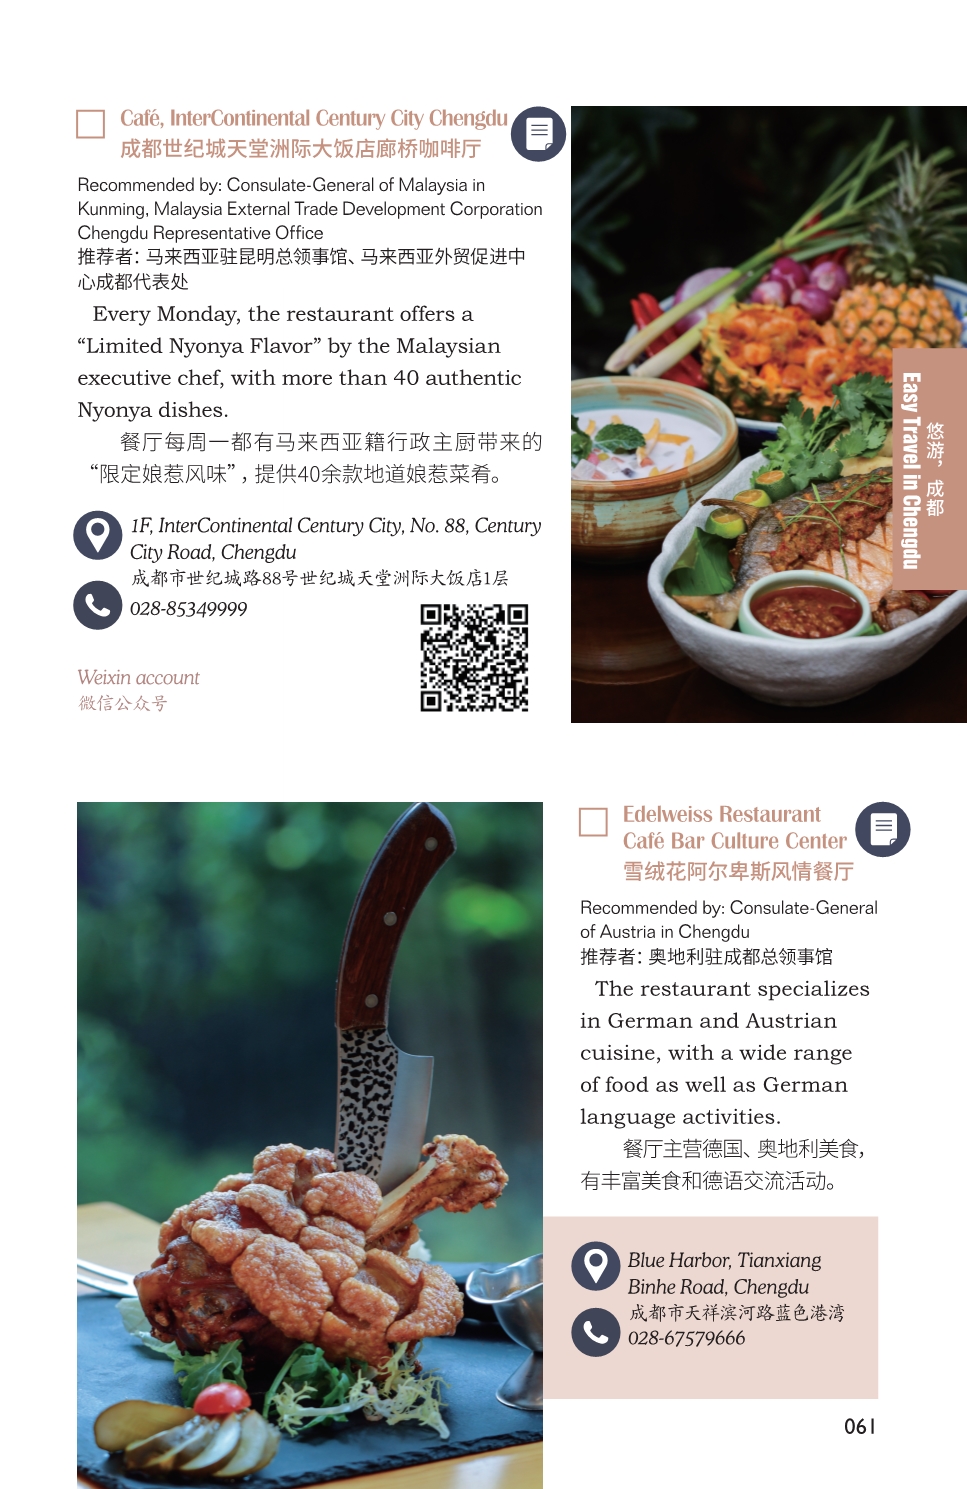 Café, InterContinental Century City Chengdu
成都世纪城天堂洲际大饭店廊桥咖啡厅
Recommended by: Consulate-General of Malaysia in
Kunming, Malaysia External Trade Development Corporation
Chengdu Representative Office
推荐者：马来西亚驻昆明总领事馆、马来西亚外贸促进中
心成都代表处
Every Monday, the restaurant offers a
“Limited Nyonya Flavor” by the Malaysian
executive chef, with more than 40 authentic
Nyonya dishes.
餐厅每周一都有马来西亚籍行政主厨带来的
“限定娘惹风味”，提供40余款地道娘惹菜肴。
1F, InterContinental Century City, No. 88, Century
City Road, Chengdu
成都市世纪城路88号世纪城天堂洲际大饭店1层
028-85349999
Weixin account
微信公众号
Easy Travel in Chengdu
悠游，成都
Edelweiss Restaurant
Café Bar Culture Center
雪绒花阿尔卑斯风情餐厅
Recommended by: Consulate-General
of Austria in Chengdu
推荐者：奥地利驻成都总领事馆
The restaurant specializes
in German and Austrian
cuisine, with a wide range
of food as well as German
language activities.
餐厅主营德国、奥地利美食，
有丰富美食和德语交流活动。
Blue Harbor, Tianxiang
Binhe Road, Chengdu
成都市天祥滨河路蓝色港湾
028-67579666
061